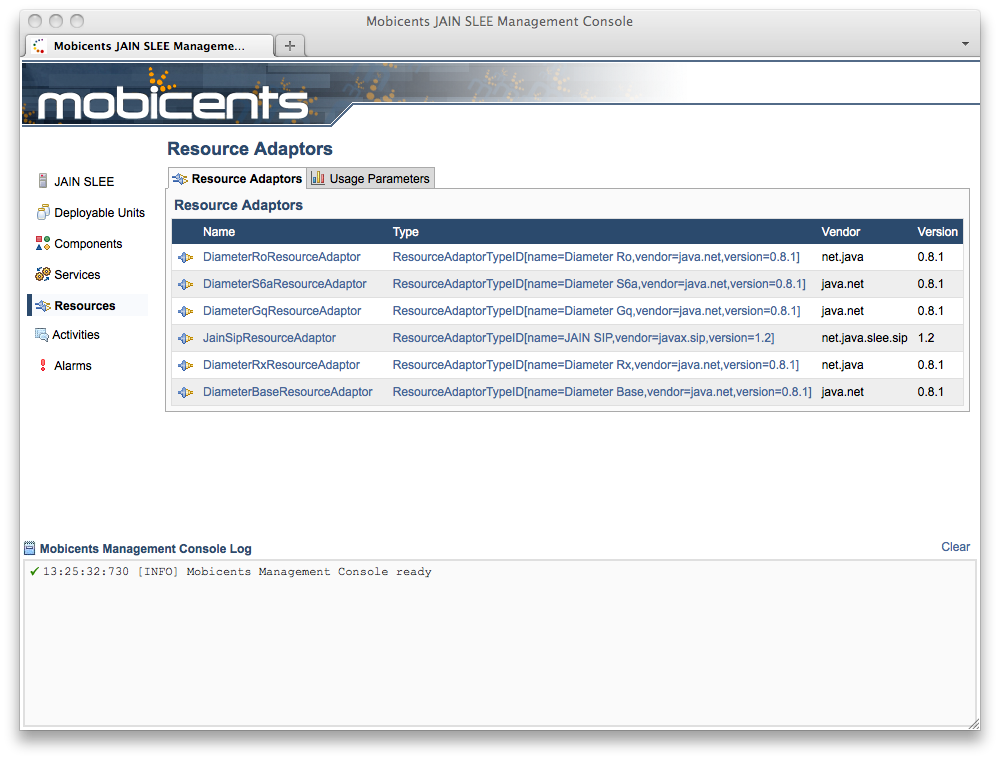 Mobicents JAIN SLEE Management Console
Mobicents JAIN SLEE Manageme...
mobicents
Resource Adaptors
JAIN SLEE
Deployable Units
Components
Services
Resources
Activities
Alarms
Resource Adaptors Usage Parameters
Resource Adaptors
Name Type Vendor Version
DiameterRoResourceAdaptor ResourceAdaptorTypeID[name=Diameter Ro,vendor=java.net,version=0.8.1] net.java 0.8.1
DiameterS6aResourceAdaptor ResourceAdaptorTypeID[name=Diameter S6a,vendor=java.net,version=0.8.1] java.net 0.8.1
DiameterGqResourceAdaptor ResourceAdaptorTypeID[name=Diameter Gq,vendor=java.net,version=0.8.1] java.net 0.8.1
JainSipResourceAdaptor ResourceAdaptorTypeID[name=JAIN SIP,vendor=javax.sip,version=1.2] net.java.slee.sip 1.2
DiameterRxResourceAdaptor ResourceAdaptorTypeID[name=Diameter Rx,vendor=java.net,version=0.8.1] net.java 0.8.1
DiameterBaseResourceAdaptor ResourceAdaptorTypeID[name=Diameter Base,vendor=java.net,version=0.8.1] java.net 0.8.1
Mobicents Management Console Log Clear
13:25:32:730 [INFO] Mobicents Management Console ready